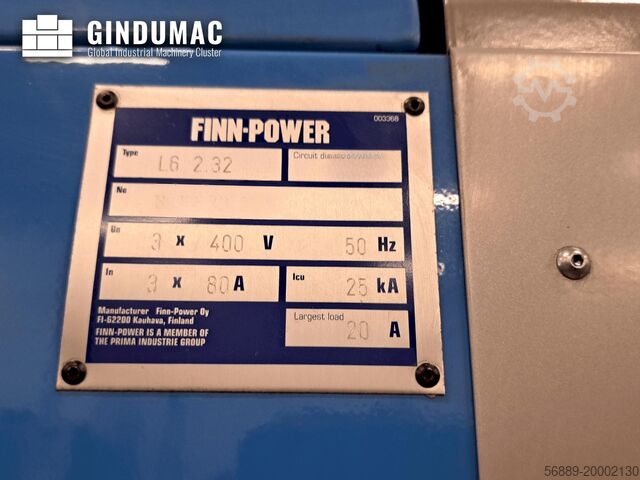 GINDUMAC
Global Industrial Machinery Cluster
003368
FINN-POWER
Type L6 2.32 Circuit
No
Un 3 x 400 V 50 Hz
In 3 x 80 A Icu 25 kA
Manufacturer Finn-Power Oy
FI-62200 Kauhava, Finland
Largest load 20 A
FINN-POWER IS A MEMBER OF
THE PRIMA INDUSTRIE GROUP
56889-20002130